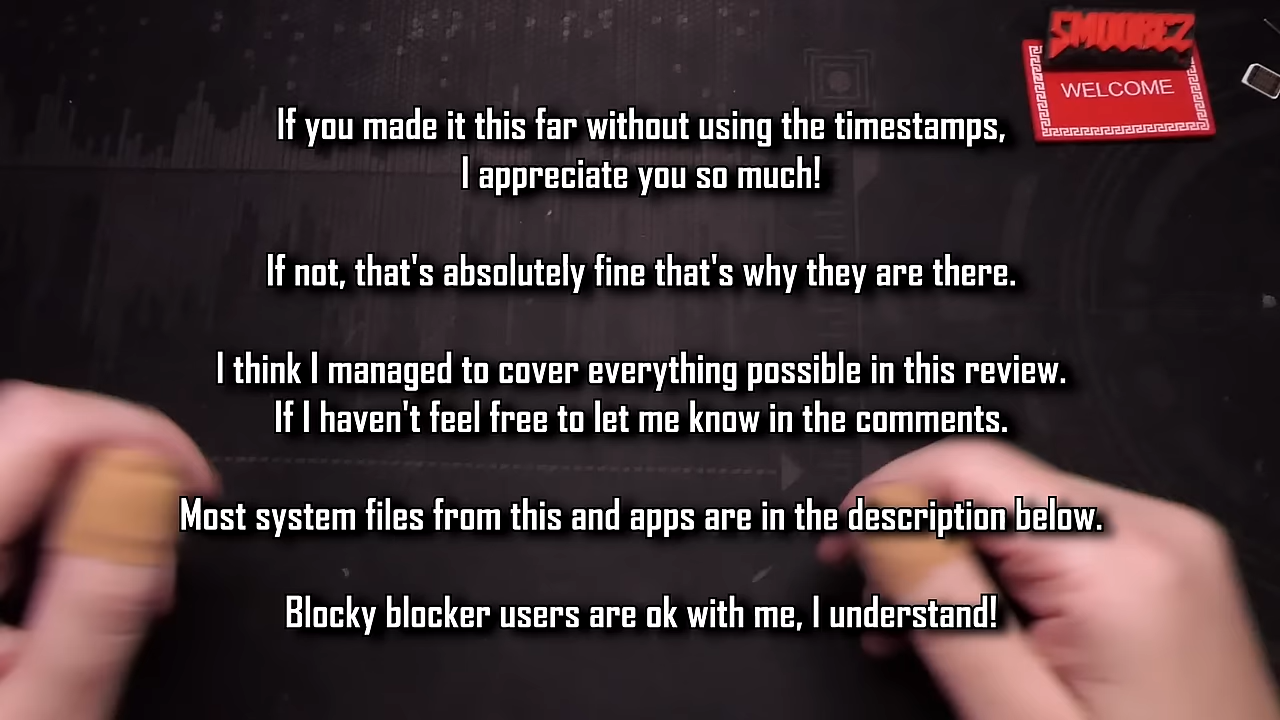 SMOOREZ
WELCOME
If you made it this far without using the timestamps,
I appreciate you so much!
If not, that's absolutely fine that's why they are there.
I think I managed to cover everything possible in this review.
If I haven't feel free to let me know in the comments.
Most system files from this and apps are in the description below.
Blocky blocker users are ok with me, I understand!